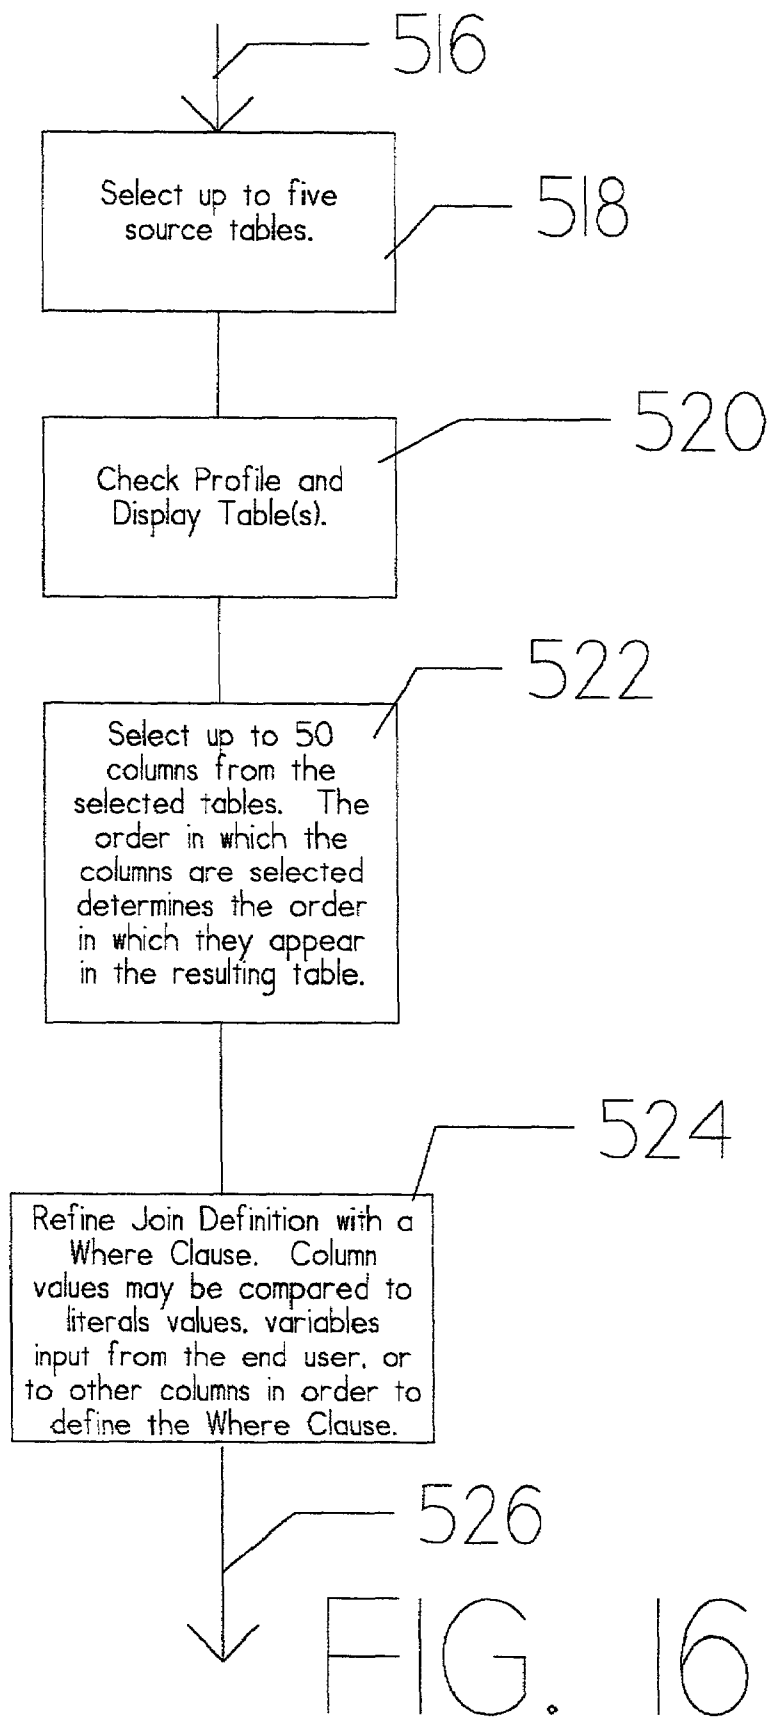 516
Select up to five
source tables.
518
520
Check Profile and
Display Table(s).
522
Select up to 50
columns from the
selected tables. The
order in which the
columns are selected
determines the order
in which they appear
in the resulting table.
524
Refine Join Definition with a
Where Clause. Column
values may be compared to
literals values, variables
input from the end user, or
to other columns in order to
define the Where Clause.
526
FIG. 16